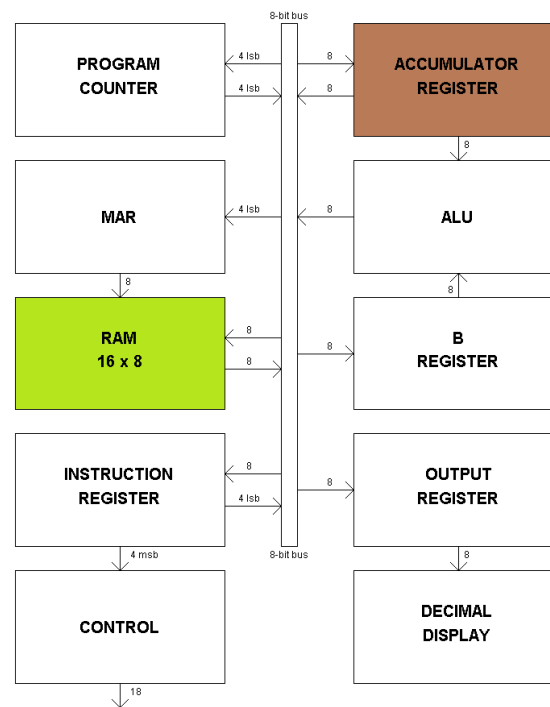 8-bit bus
PROGRAM
COUNTER
4 lsb
4 lsb
8
8
ACCUMULATOR
REGISTER
8
MAR
4 lsb
8
ALU
8
8
RAM
16 x 8
8
8
8
B
REGISTER
INSTRUCTION
REGISTER
8
4 lsb
8
OUTPUT
REGISTER
4 msb
8-bit bus
8
CONTROL
DECIMAL
DISPLAY
18